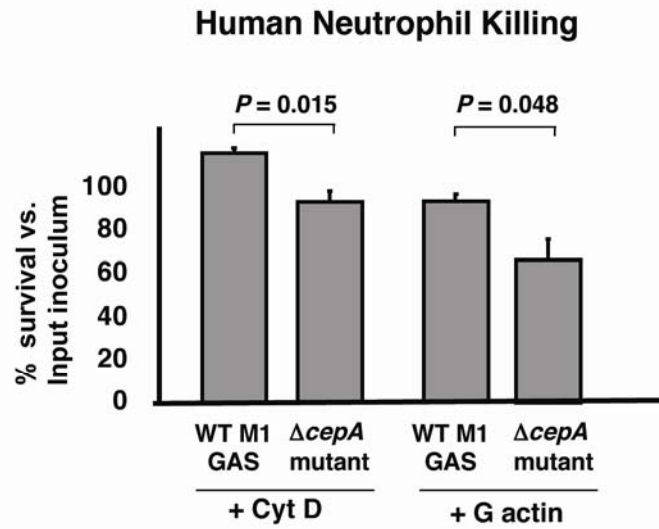 Human Neutrophil Killing
P = 0.015
P = 0.048
% survival vs.
Input inoculum
100
80
60
40
20
0
WT M1
GAS
ΔcepA
mutant
WT M1
GAS
ΔcepA
mutant
+ Cyt D
+ G actin